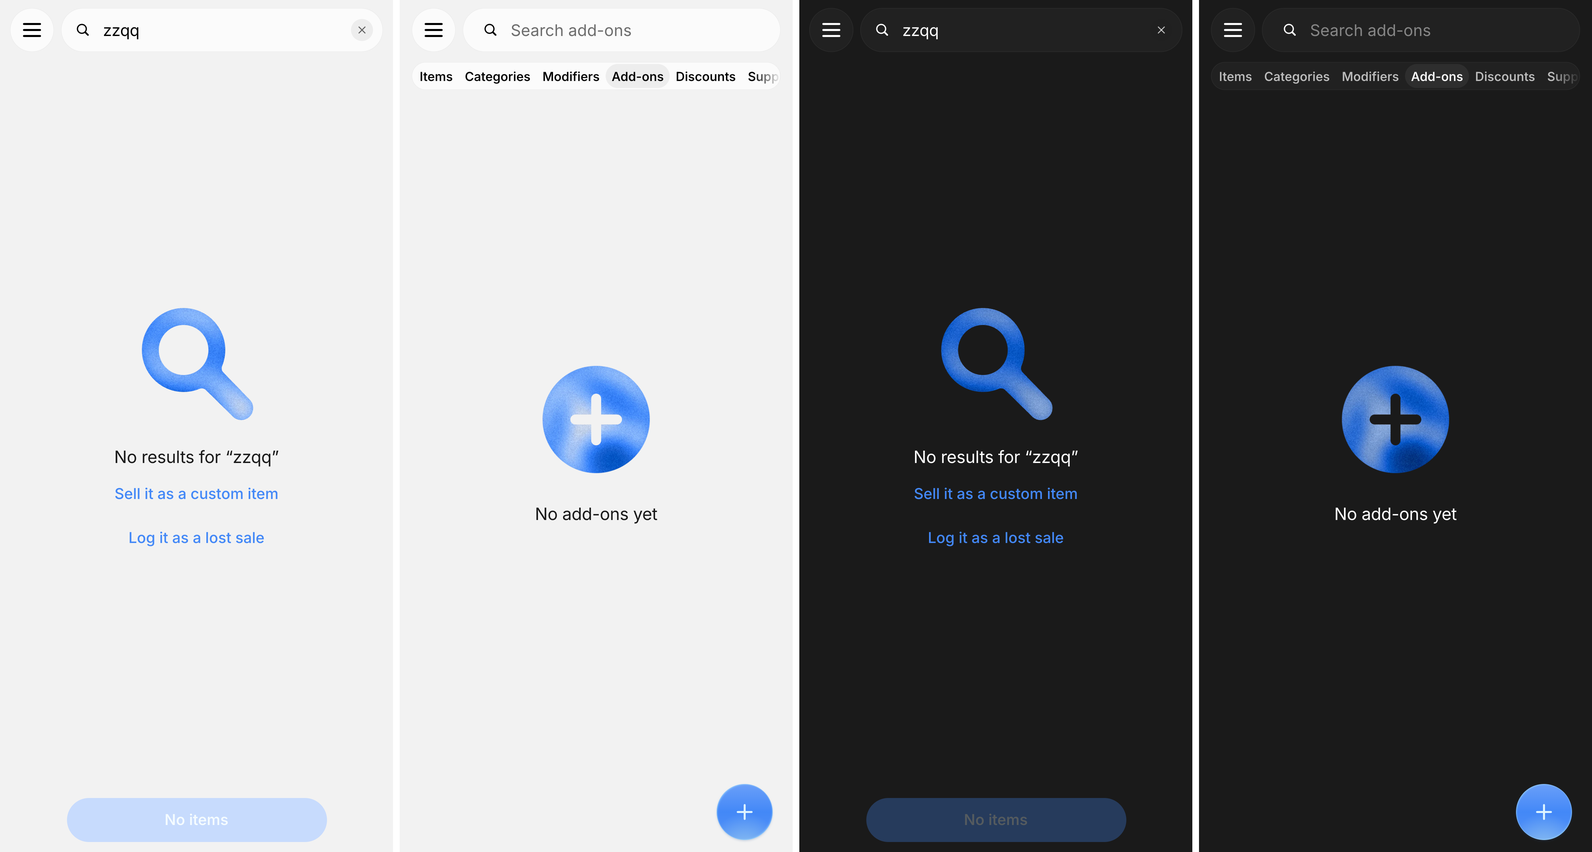 zzqq
No results for “zzqq”
Sell it as a custom item
Log it as a lost sale
No items
Search add-ons
Items Categories Modifiers Add-ons Discounts Supp
No add-ons yet
zzqq
No results for “zzqq”
Sell it as a custom item
Log it as a lost sale
No items
Search add-ons
Items Categories Modifiers Add-ons Discounts Supp
No add-ons yet